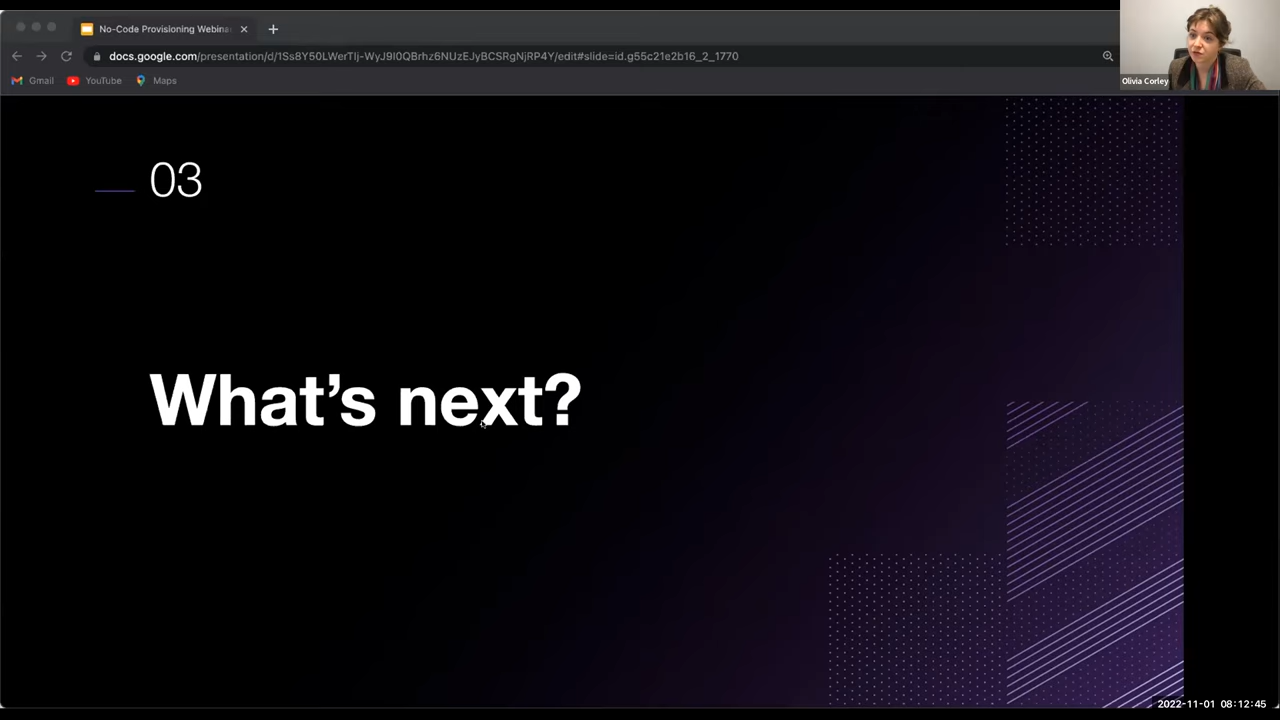 No-Code Provisioning Webina
docs.google.com/presentation/d/1Ss8Y50LWerTlj-WyJ9I0QBrhz6NUzEJyBCSRgNjRP4Y/edit#slide=id.g55c21e2b16_2_1770
Gmail YouTube Maps
Olivia Corley
03
What's next?
2022-11-01 08:12:45